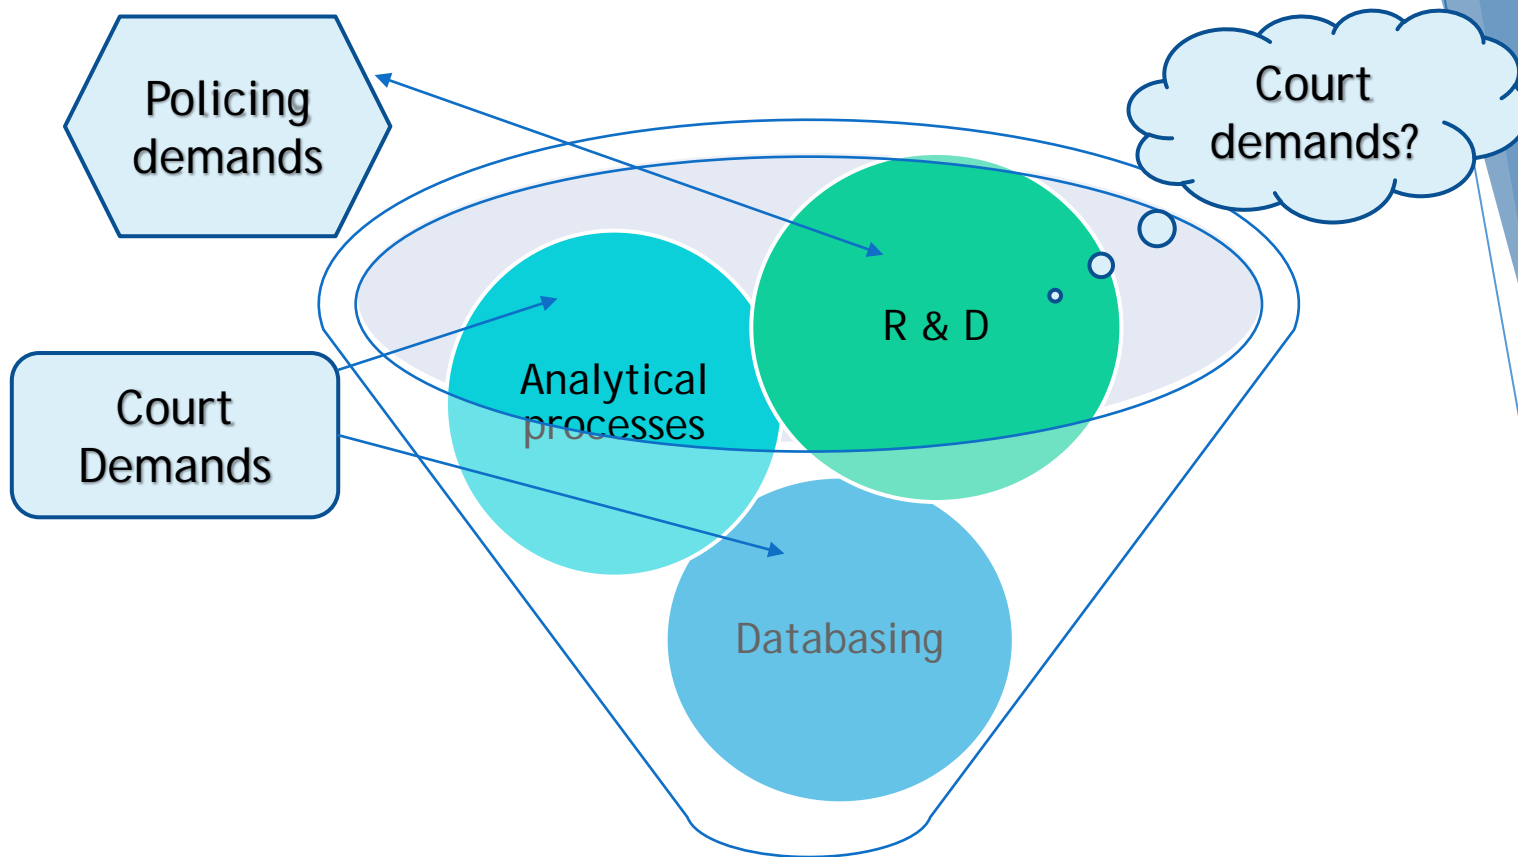 Policing
demands
Court
demands?
R & D
Analytical
processes
Court
Demands
Databasing